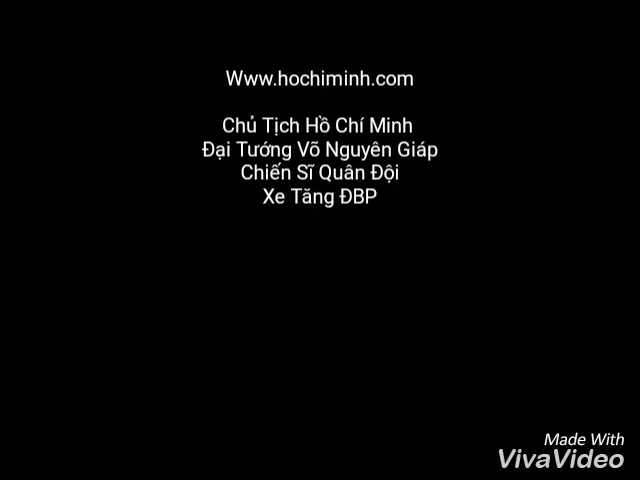 Www.hochiminh.com
Chủ Tịch Hồ Chí Minh
Đại Tướng Võ Nguyên Giáp
Chiến Sĩ Quân Đội
Xe Tăng ĐBP
Made With
VivaVideo